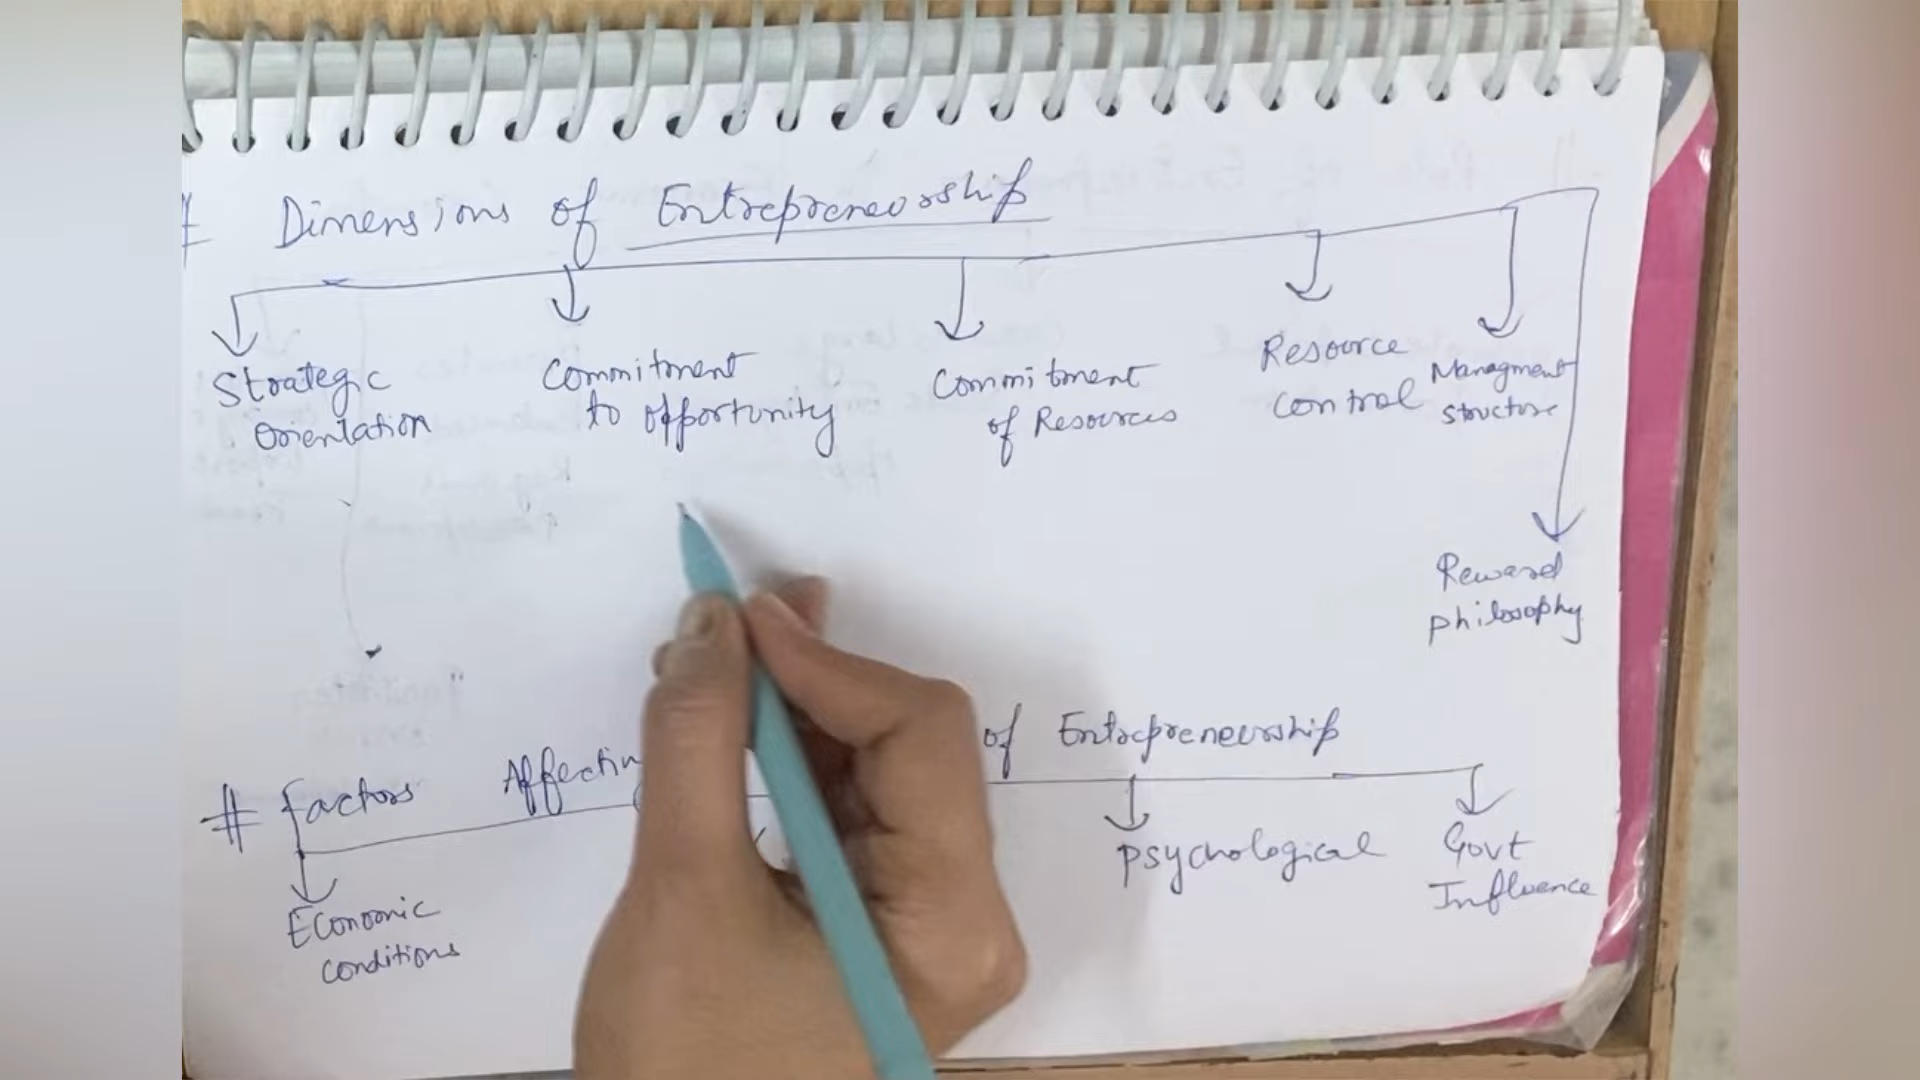 # Dimensions of Entrepreneurship
Strategic
Orientation
Commitment
to opportunity
Commitment
of Resources
Resource
control
Managment
structure
Reward
philosophy
# factors Affectin of Entrepreneurship
Economic
conditions
Psychological
Govt
Influence